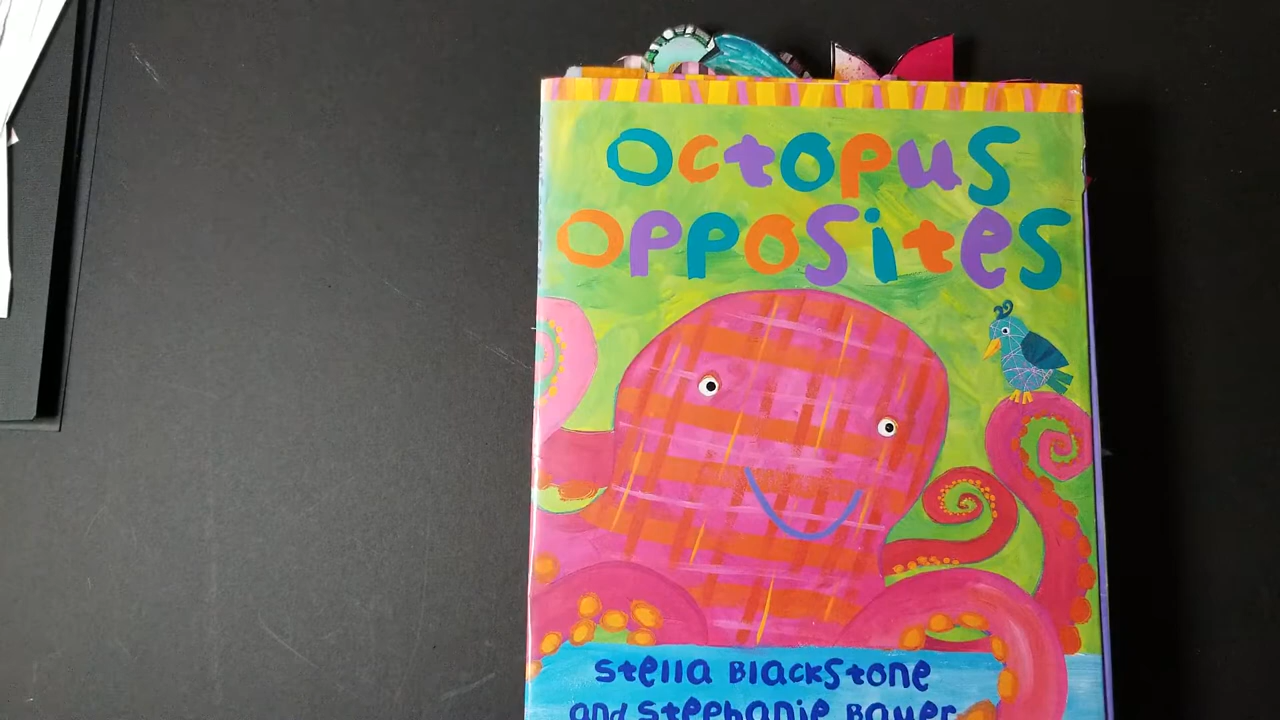 Octopus
Opposites
Stella Blackstone
and Stephanie Bauer